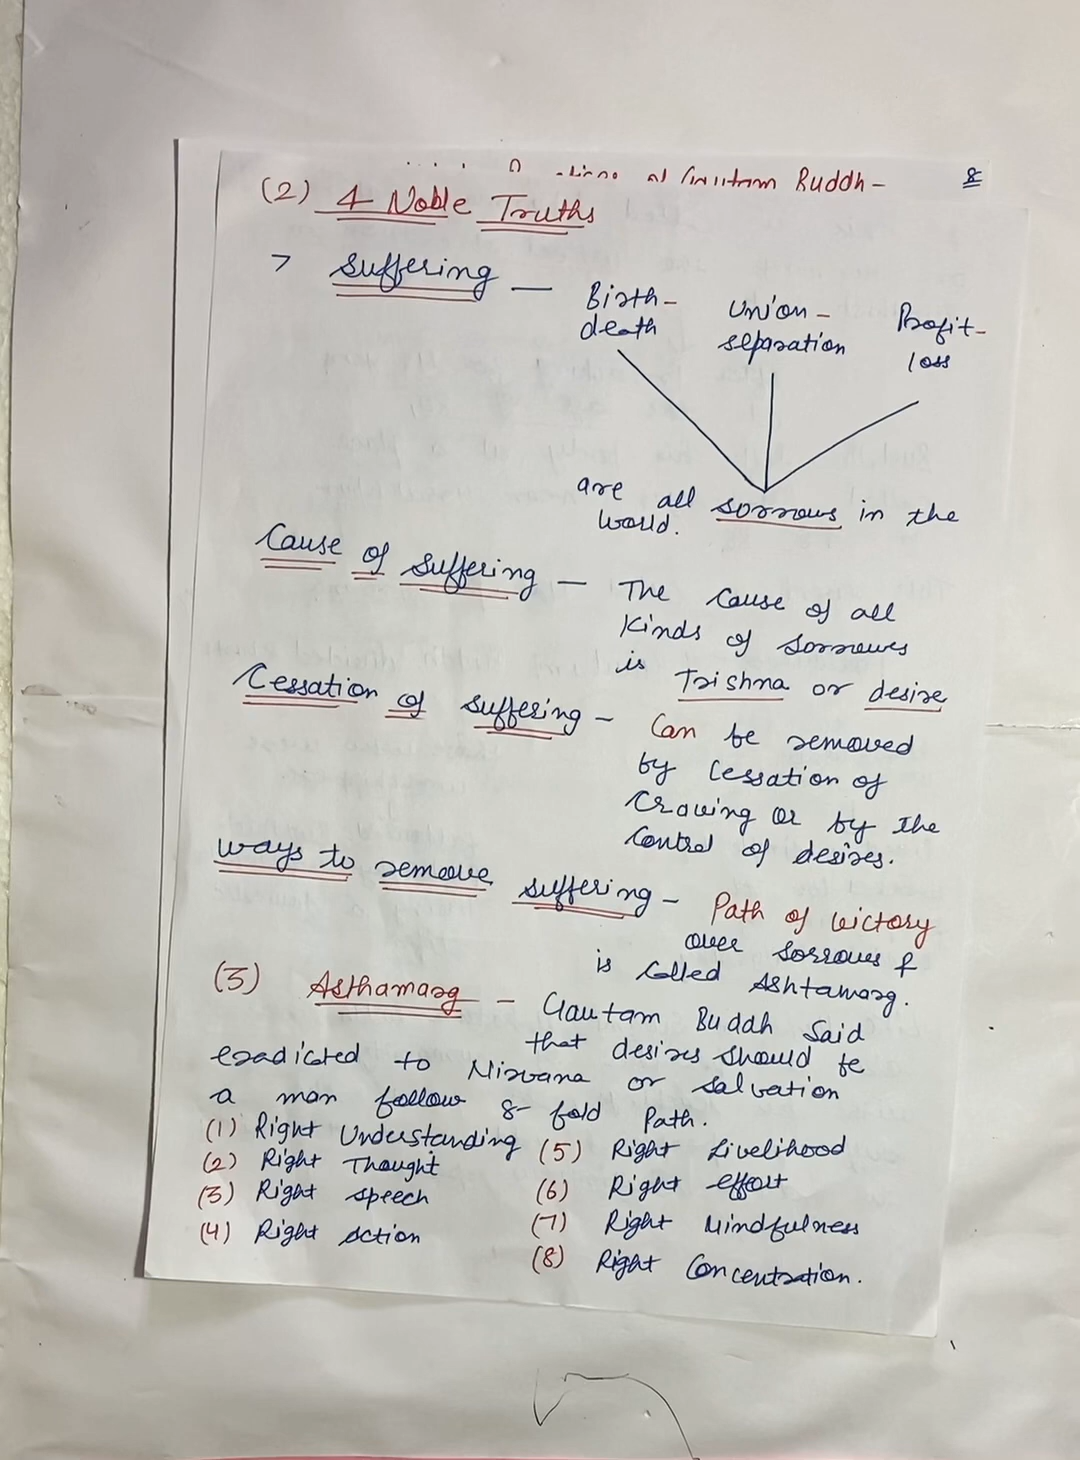 Buddh - 8
(2) 4 Noble Truths
> Suffering — Birth- Union- Profit-
death separation loss
are all sorrows in the
world.
Cause of Suffering — The cause of all
kinds of sorrows
is Trishna or desire
Cessation of suffering - Can be removed
by Cessation of
Craving or by the
Control of desires.
Ways to remove suffering - Path of victory
over sorrows &
is called Ashtamarg.
(3) Asthamarg - Gautam Buddh Said
that desires should be
eradicted to Nirvana or salvation
a man follow 8- fold Path.
(1) Right Understanding (5) Right Livelihood
(2) Right Thought (6) Right effort
(3) Right speech (7) Right Mindfulness
(4) Right action (8) Right Concentration.